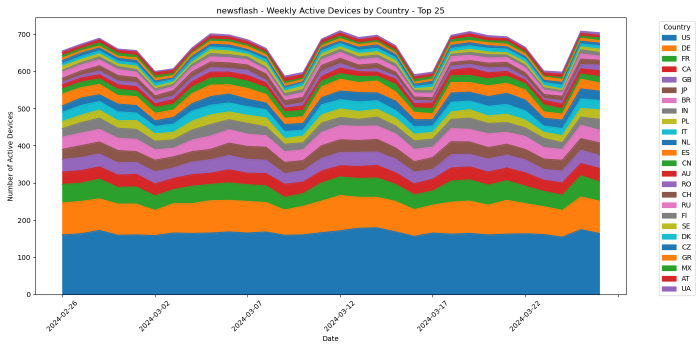 newsflash - Weekly Active Devices by Country - Top 25
Number of Active Devices
700
600
500
400
300
200
100
0
2024-02-26
2024-03-02
2024-03-07
2024-03-12
2024-03-17
2024-03-22
Date
Country
US
DE
FR
CA
GB
JP
BR
IN
PL
IT
NL
ES
CN
AU
RO
CH
RU
FI
SE
DK
CZ
GR
MX
AT
UA